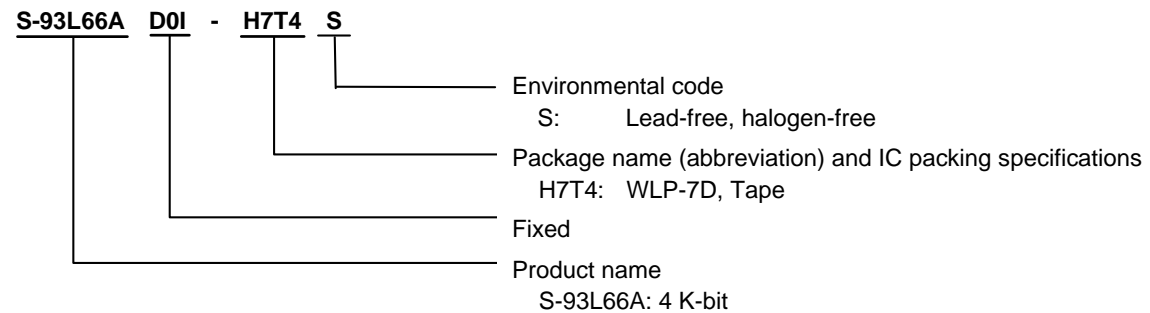 S-93L66A D0I - H7T4 S
Environmental code
S: Lead-free, halogen-free
Package name (abbreviation) and IC packing specifications
H7T4: WLP-7D, Tape
Fixed
Product name
S-93L66A: 4 K-bit